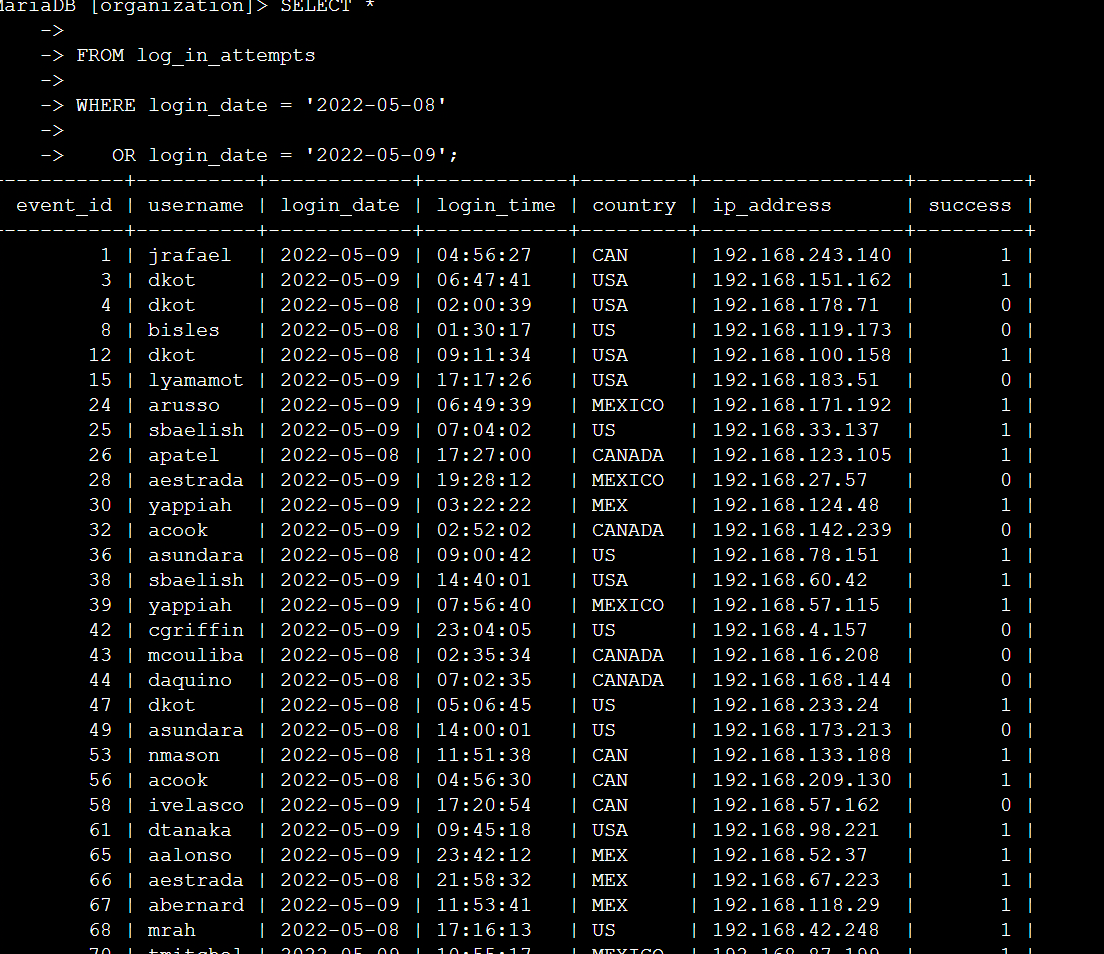 MariaDB [organization]> SELECT *
    ->
    -> FROM log_in_attempts
    ->
    -> WHERE login_date = '2022-05-08'
    ->
    ->    OR login_date = '2022-05-09';
-----------+----------+------------+------------+---------+-----------------+---------+
 event_id | username | login_date | login_time | country | ip_address      | success |
-----------+----------+------------+------------+---------+-----------------+---------+
        1 | jrafael  | 2022-05-09 | 04:56:27   | CAN     | 192.168.243.140 |       1 |
        3 | dkot     | 2022-05-09 | 06:47:41   | USA     | 192.168.151.162 |       1 |
        4 | dkot     | 2022-05-08 | 02:00:39   | USA     | 192.168.178.71  |       0 |
        8 | bisles   | 2022-05-08 | 01:30:17   | US      | 192.168.119.173 |       0 |
       12 | dkot     | 2022-05-08 | 09:11:34   | USA     | 192.168.100.158 |       1 |
       15 | lyamamot | 2022-05-09 | 17:17:26   | USA     | 192.168.183.51  |       0 |
       24 | arusso   | 2022-05-09 | 06:49:39   | MEXICO  | 192.168.171.192 |       1 |
       25 | sbaelish | 2022-05-09 | 07:04:02   | US      | 192.168.33.137  |       1 |
       26 | apatel   | 2022-05-08 | 17:27:00   | CANADA  | 192.168.123.105 |       1 |
       28 | aestrada | 2022-05-09 | 19:28:12   | MEXICO  | 192.168.27.57   |       0 |
       30 | yappiah  | 2022-05-09 | 03:22:22   | MEX     | 192.168.124.48  |       1 |
       32 | acook    | 2022-05-09 | 02:52:02   | CANADA  | 192.168.142.239 |       0 |
       36 | asundara | 2022-05-08 | 09:00:42   | US      | 192.168.78.151  |       1 |
       38 | sbaelish | 2022-05-09 | 14:40:01   | USA     | 192.168.60.42   |       1 |
       39 | yappiah  | 2022-05-09 | 07:56:40   | MEXICO  | 192.168.57.115  |       1 |
       42 | cgriffin | 2022-05-09 | 23:04:05   | US      | 192.168.4.157   |       0 |
       43 | mcouliba | 2022-05-08 | 02:35:34   | CANADA  | 192.168.16.208  |       0 |
       44 | daquino  | 2022-05-08 | 07:02:35   | CANADA  | 192.168.168.144 |       0 |
       47 | dkot     | 2022-05-08 | 05:06:45   | US      | 192.168.233.24  |       1 |
       49 | asundara | 2022-05-08 | 14:00:01   | US      | 192.168.173.213 |       0 |
       53 | nmason   | 2022-05-08 | 11:51:38   | CAN     | 192.168.133.188 |       1 |
       56 | acook    | 2022-05-08 | 04:56:30   | CAN     | 192.168.209.130 |       1 |
       58 | ivelasco | 2022-05-09 | 17:20:54   | CAN     | 192.168.57.162  |       0 |
       61 | dtanaka  | 2022-05-09 | 09:45:18   | USA     | 192.168.98.221  |       1 |
       65 | aalonso  | 2022-05-09 | 23:42:12   | MEX     | 192.168.52.37   |       1 |
       66 | aestrada | 2022-05-08 | 21:58:32   | MEX     | 192.168.67.223  |       1 |
       67 | abernard | 2022-05-09 | 11:53:41   | MEX     | 192.168.118.29  |       1 |
       68 | mrah     | 2022-05-08 | 17:16:13   | US      | 192.168.42.248  |       1 |
       70 | tmitchel | 2022-05-09 | 10:55:17   | MEXICO  | 192.168.87.199  |       1 |